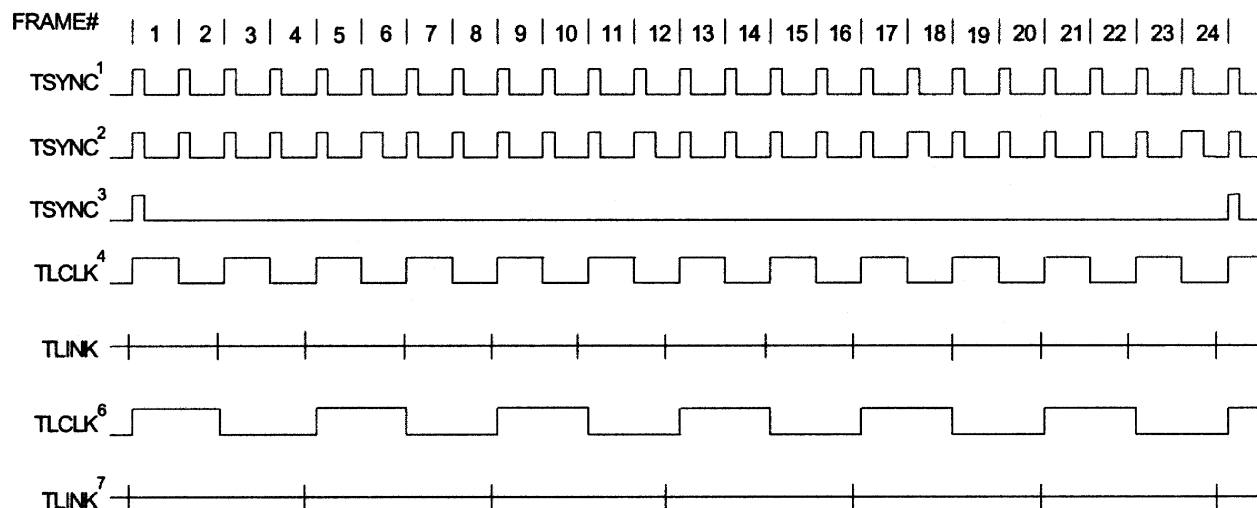 FRAME# | 1 | 2 | 3 | 4 | 5 | 6 | 7 | 8 | 9 | 10 | 11 | 12 | 13 | 14 | 15 | 16 | 17 | 18 | 19 | 20 | 21 | 22 | 23 | 24 |
TSYNC¹
TSYNC²
TSYNC³
TLCLK⁴
TLINK
TLCLK⁶
TLINK⁷